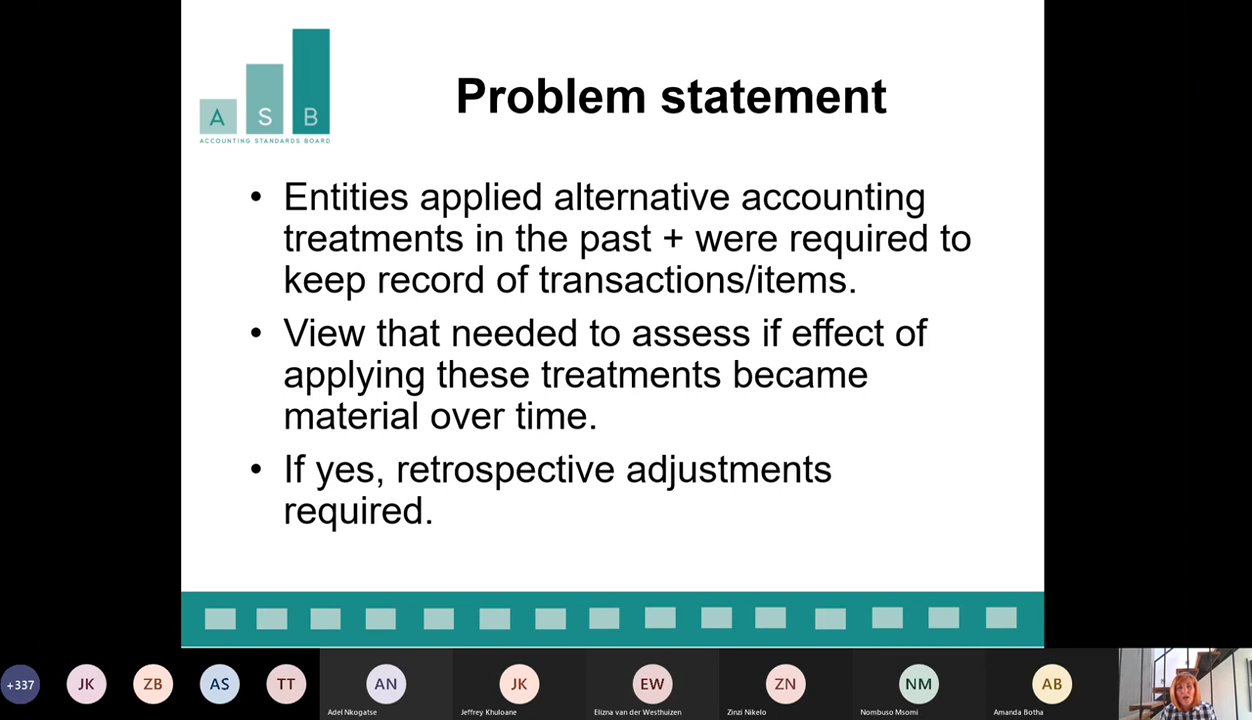 A S B
ACCOUNTING STANDARDS BOARD
Problem statement
• Entities applied alternative accounting
treatments in the past + were required to
keep record of transactions/items.
• View that needed to assess if effect of
applying these treatments became
material over time.
• If yes, retrospective adjustments
required.
+337 JK ZB AS TT AN JK EW ZN NM AB
Adel Nkogatse Jeffrey Khuloane Elizna van der Westhuizen Zinzi Nikelo Nombuso Msomi Amanda Botha